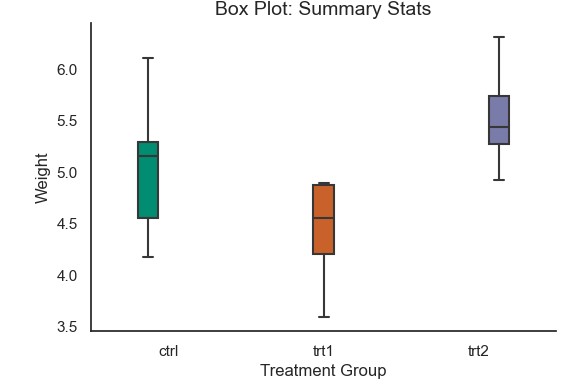 Box Plot: Summary Stats
Weight
6.0
5.5
5.0
4.5
4.0
3.5
ctrl
trt1
trt2
Treatment Group